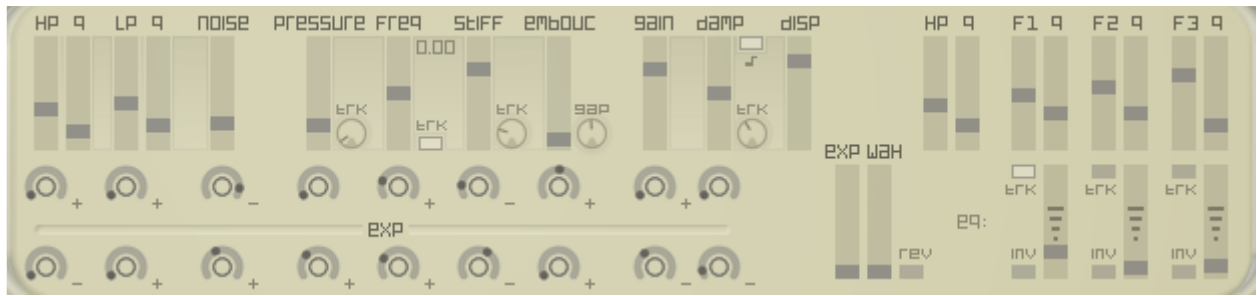 HP q LP q noise Pressure Freq Stiff embouc gain damp disp HP q F1 q F2 q F3 q
0.00
trk trk gap trk
trk
exp wah
+ + - + + - + + trk trk trk
exp eq:
rev inv inv inv
- + + + + - + - -